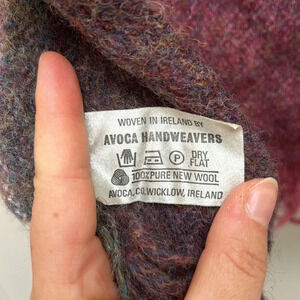 WOVEN IN IRELAND BY
AVOCA HANDWEAVERS
P DRY
FLAT
100% PURE NEW WOOL
AVOCA, CO. WICKLOW, IRELAND